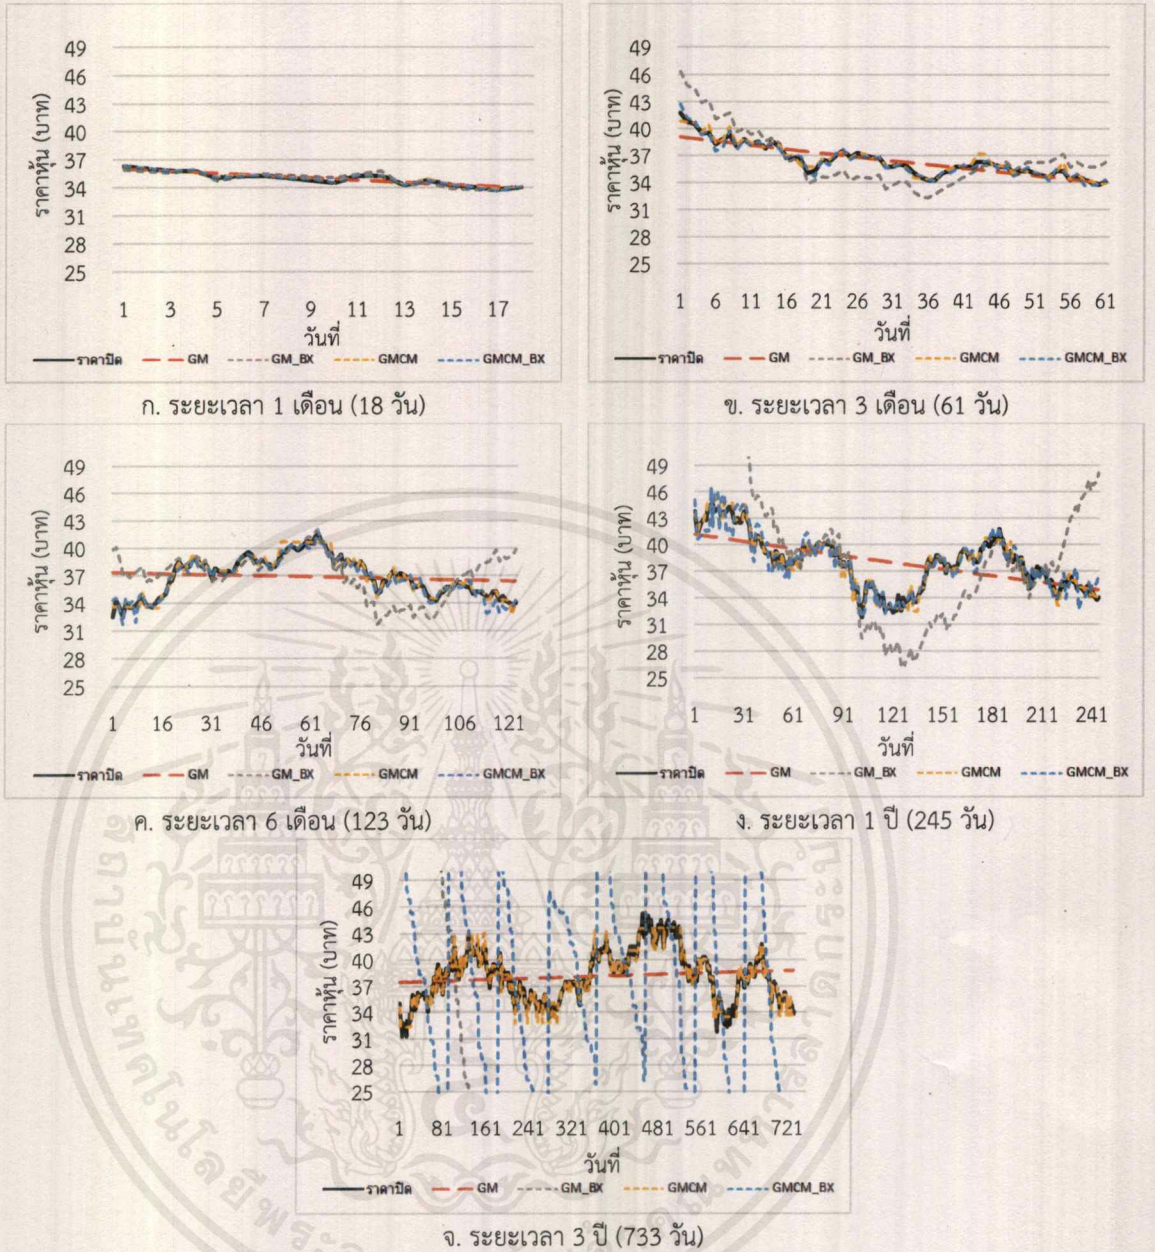 49
46
43
40
37
34
31
28
25
ราคาหุ้น (บาท)
1 3 5 7 9 11 13 15 17
วันที่
ราคาปิด GM GM_BX GMCM GMCM_BX
ก. ระยะเวลา 1 เดือน (18 วัน)
49
46
43
40
37
34
31
28
25
ราคาหุ้น (บาท)
1 6 11 16 21 26 31 36 41 46 51 56 61
วันที่
ราคาปิด GM GM_BX GMCM GMCM_BX
ข. ระยะเวลา 3 เดือน (61 วัน)
49
46
43
40
37
34
31
28
25
ราคาหุ้น (บาท)
1 16 31 46 61 76 91 106 121
วันที่
ราคาปิด GM GM_BX GMCM GMCM_BX
ค. ระยะเวลา 6 เดือน (123 วัน)
49
46
43
40
37
34
31
28
25
ราคาหุ้น (บาท)
1 31 61 91 121 151 181 211 241
วันที่
ราคาปิด GM GM_BX GMCM GMCM_BX
ง. ระยะเวลา 1 ปี (245 วัน)
49
46
43
40
37
34
31
28
25
ราคาหุ้น (บาท)
1 81 161 241 321 401 481 561 641 721
วันที่
ราคาปิด GM GM_BX GMCM GMCM_BX
จ. ระยะเวลา 3 ปี (733 วัน)